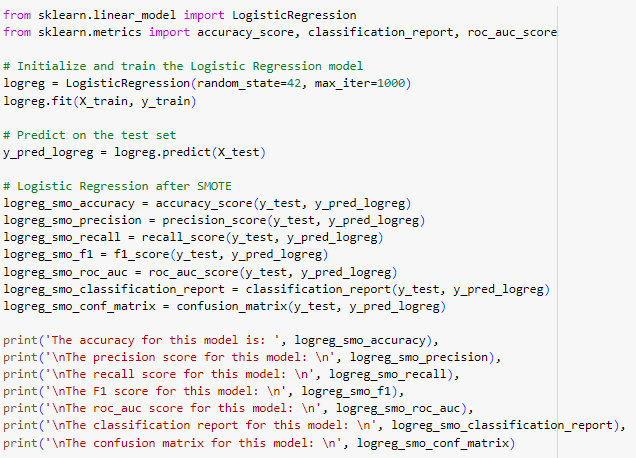 from sklearn.linear_model import LogisticRegression
from sklearn.metrics import accuracy_score, classification_report, roc_auc_score
# Initialize and train the Logistic Regression model
logreg = LogisticRegression(random_state=42, max_iter=1000)
logreg.fit(X_train, y_train)
# Predict on the test set
y_pred_logreg = logreg.predict(X_test)
# Logistic Regression after SMOTE
logreg_smo_accuracy = accuracy_score(y_test, y_pred_logreg)
logreg_smo_precision = precision_score(y_test, y_pred_logreg)
logreg_smo_recall = recall_score(y_test, y_pred_logreg)
logreg_smo_f1 = f1_score(y_test, y_pred_logreg)
logreg_smo_roc_auc = roc_auc_score(y_test, y_pred_logreg)
logreg_smo_classification_report = classification_report(y_test, y_pred_logreg)
logreg_smo_conf_matrix = confusion_matrix(y_test, y_pred_logreg)
print('The accuracy for this model is: ', logreg_smo_accuracy),
print('\nThe precision score for this model: \n', logreg_smo_precision),
print('\nThe recall score for this model: \n', logreg_smo_recall),
print('\nThe F1 score for this model: \n', logreg_smo_f1),
print('\nThe roc_auc score for this model: \n', logreg_smo_roc_auc),
print('\nThe classification report for this model: \n', logreg_smo_classification_report),
print('\nThe confusion matrix for this model: \n', logreg_smo_conf_matrix)